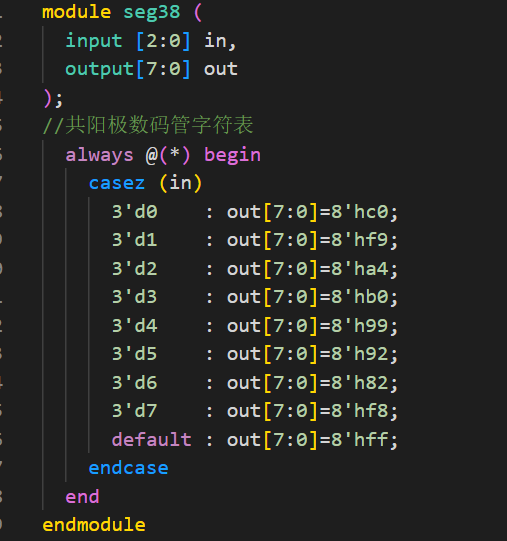 module seg38 (
  input [2:0] in,
  output[7:0] out
);
//共阳极数码管字符表
  always @(*) begin
    casez (in)
      3'd0    : out[7:0]=8'hc0;
      3'd1    : out[7:0]=8'hf9;
      3'd2    : out[7:0]=8'ha4;
      3'd3    : out[7:0]=8'hb0;
      3'd4    : out[7:0]=8'h99;
      3'd5    : out[7:0]=8'h92;
      3'd6    : out[7:0]=8'h82;
      3'd7    : out[7:0]=8'hf8;
      default : out[7:0]=8'hff;
    endcase
  end
endmodule